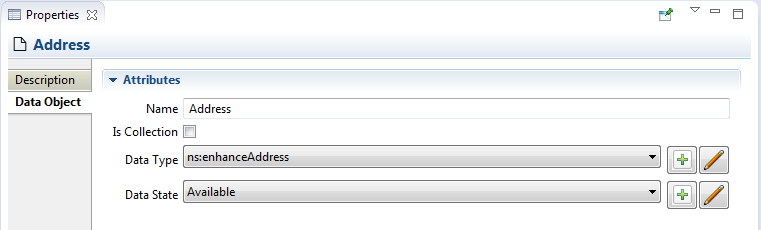 Properties
Address
Description
Data Object
Attributes
Name Address
Is Collection
Data Type ns:enhanceAddress
Data State Available